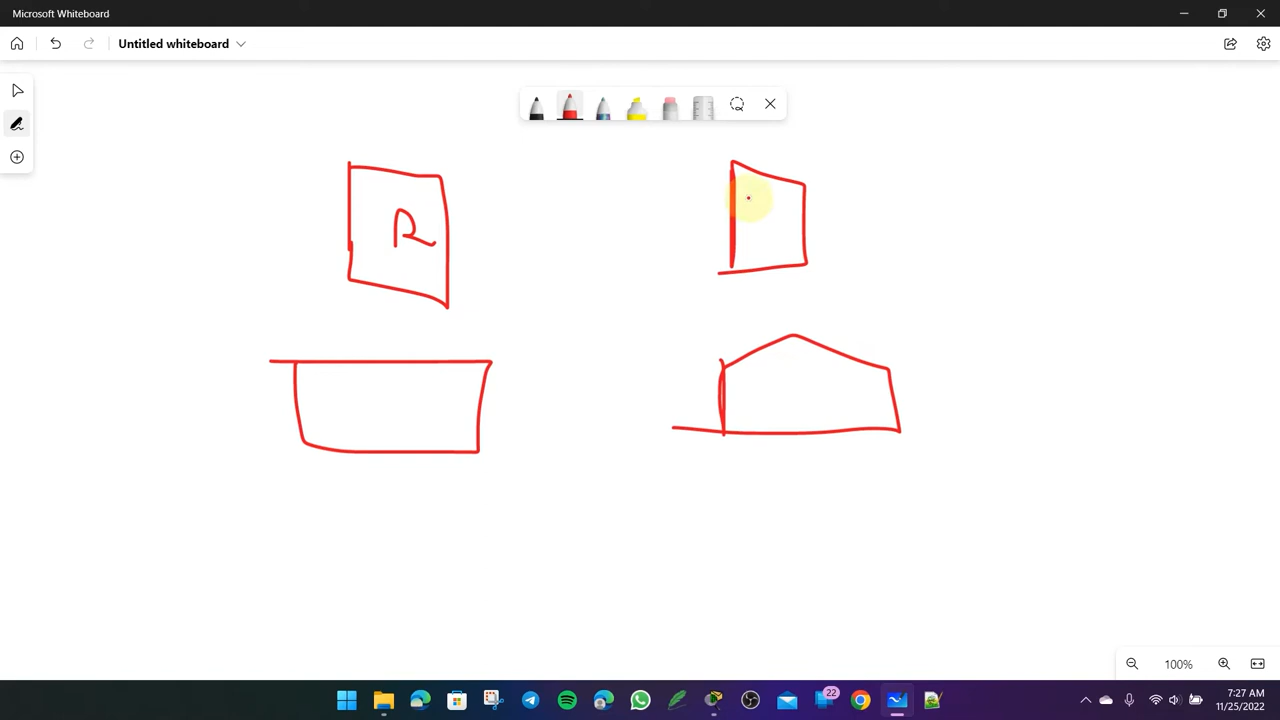 Microsoft Whiteboard
Untitled whiteboard
R
100%
22
7:27 AM
11/25/2022